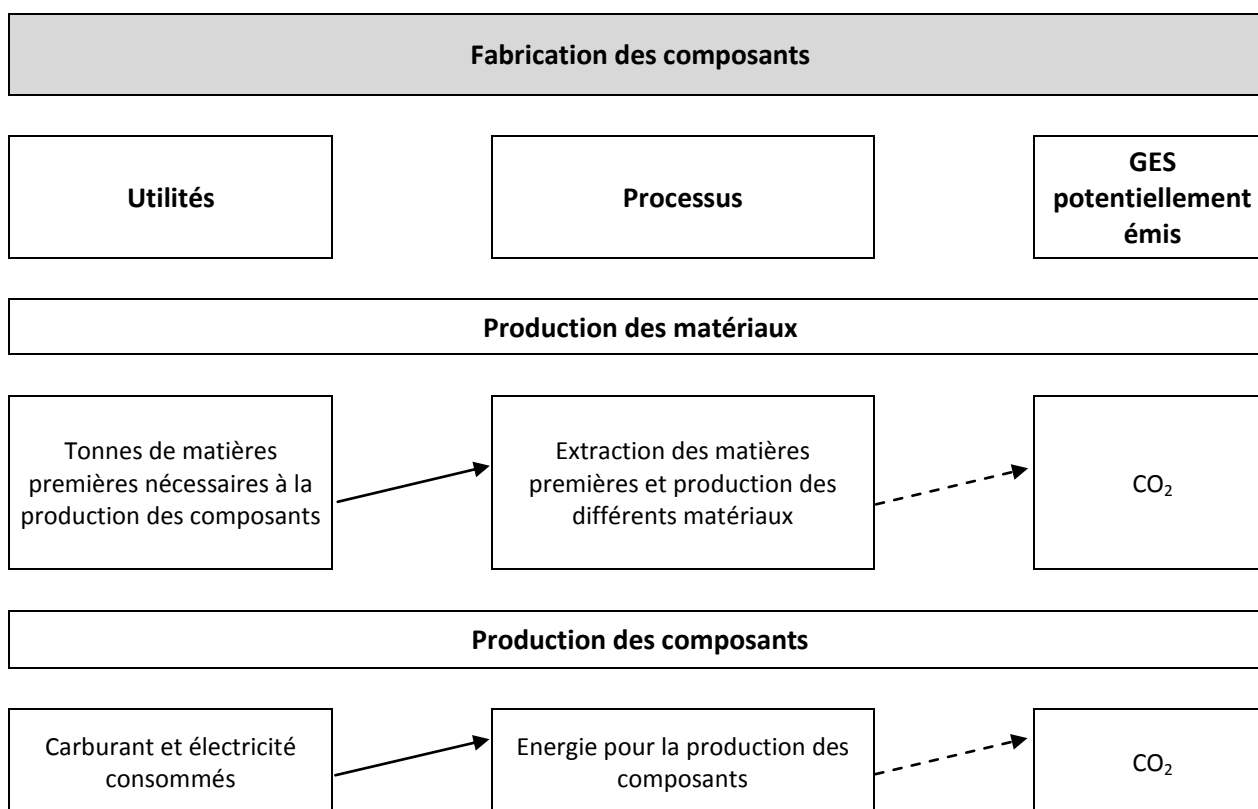 Fabrication des composants
Utilités
Processus
GES
potentiellement
émis
Production des matériaux
Tonnes de matières
premières nécessaires à la
production des composants
Extraction des matières
premières et production des
différents matériaux
CO₂
Production des composants
Carburant et électricité
consommés
Energie pour la production des
composants
CO₂